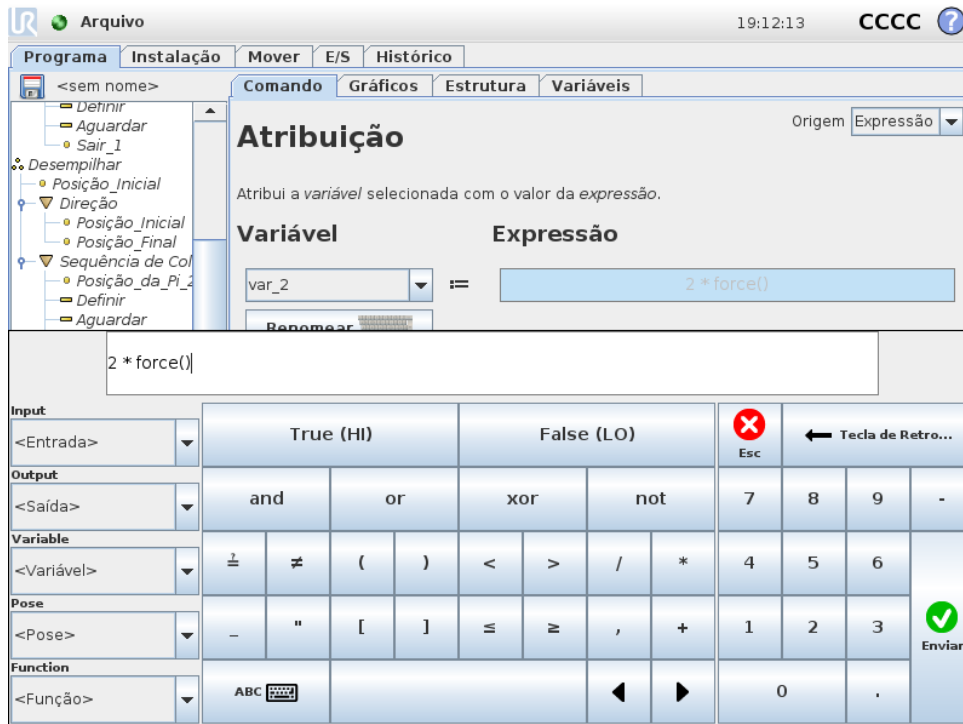 UR Arquivo 19:12:13 CCCC ?
Programa Instalação Mover E/S Histórico
<sem nome> Comando Gráficos Estrutura Variáveis
Definir
Aguardar
Sair_1
Desempilhar
Posição_Inicial
Direção
Posição_Inicial
Posição_Final
Sequência de Col
Posição_da_Pi_2
Definir
Aguardar
Origem Expressão
Atribuição
Atribui a variável selecionada com o valor da expressão.
Variável Expressão
var_2 := 2 * force()
Renomear
2 * force()
Input
<Entrada>
Output
<Saída>
Variable
<Variável>
Pose
<Pose>
Function
<Função>
True (HI) False (LO) Esc Tecla de Retro...
and or xor not 7 8 9 -
≟ ≠ ( ) < > / * 4 5 6
_ " [ ] ≤ ≥ , + 1 2 3 Enviar
ABC 0 .